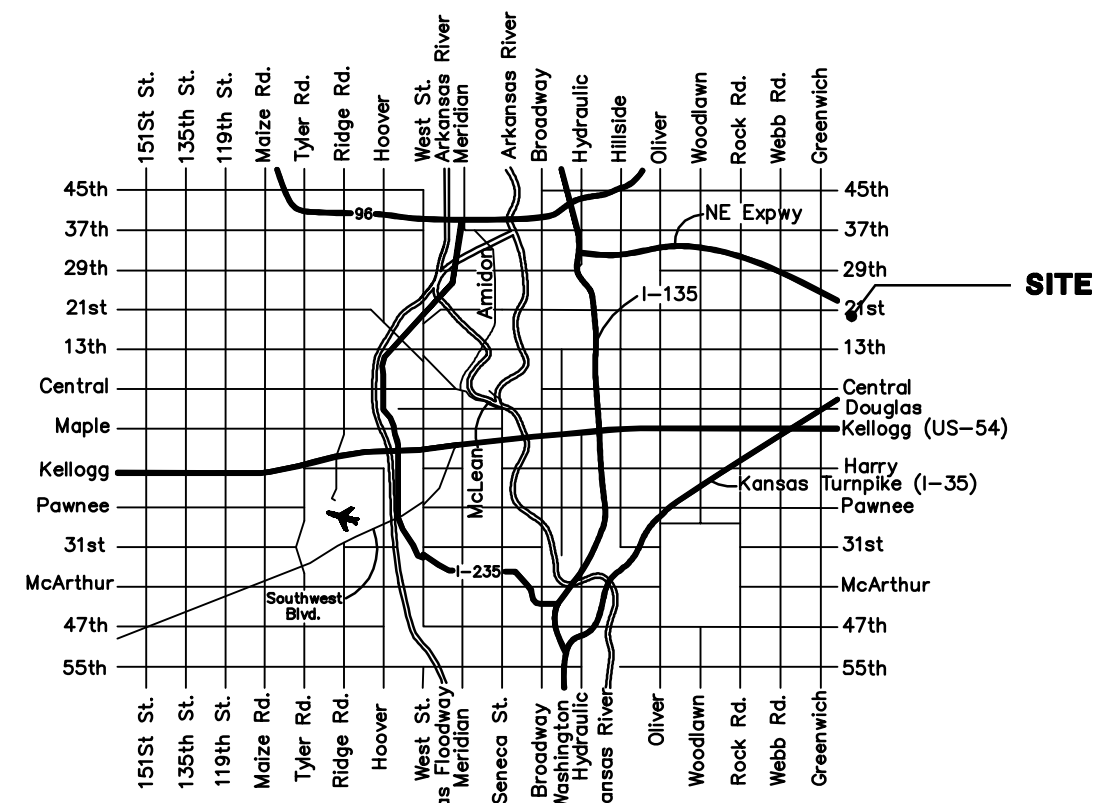 151St St.
135th St.
119th St.
Maize Rd.
Tyler Rd.
Ridge Rd.
Hoover
West St.
Arkansas River
Meridian
Arkansas River
Broadway
Hydraulic
Hillside
Oliver
Woodlawn
Rock Rd.
Webb Rd.
Greenwich
45th
37th
29th
21st
13th
Central
Maple
Kellogg
Pawnee
31st
McArthur
47th
55th
96
NE Expwy
Amidon
I-135
McLean
I-235
Southwest
Blvd.
45th
37th
29th
SITE
21st
13th
Central
Douglas
Kellogg (US-54)
Harry
Kansas Turnpike (I-35)
Pawnee
31st
McArthur
47th
55th
151St St.
135th St.
119th St.
Maize Rd.
Tyler Rd.
Ridge Rd.
Hoover
West St.
as Floodway
Meridian
Seneca St.
Broadway
Washington
Hydraulic
ansas River
Oliver
Woodlawn
Rock Rd.
Webb Rd.
Greenwich